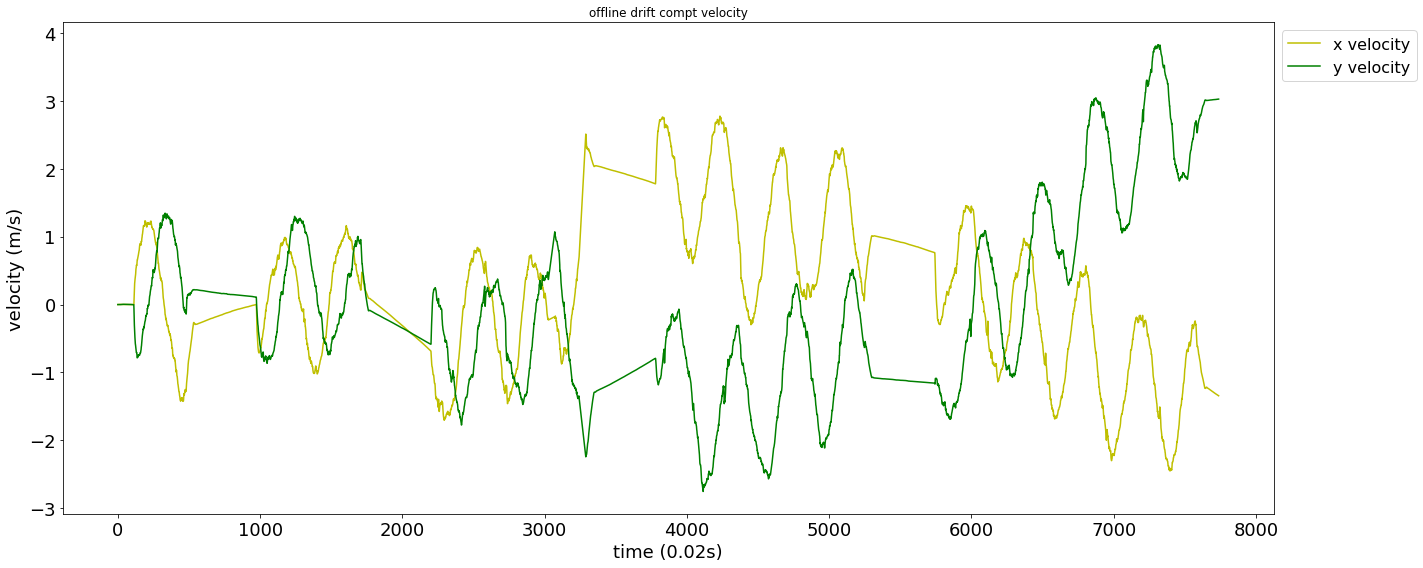 offline drift compt velocity
x velocity
y velocity
velocity (m/s)
4
3
2
1
0
−1
−2
−3
0 1000 2000 3000 4000 5000 6000 7000 8000
time (0.02s)